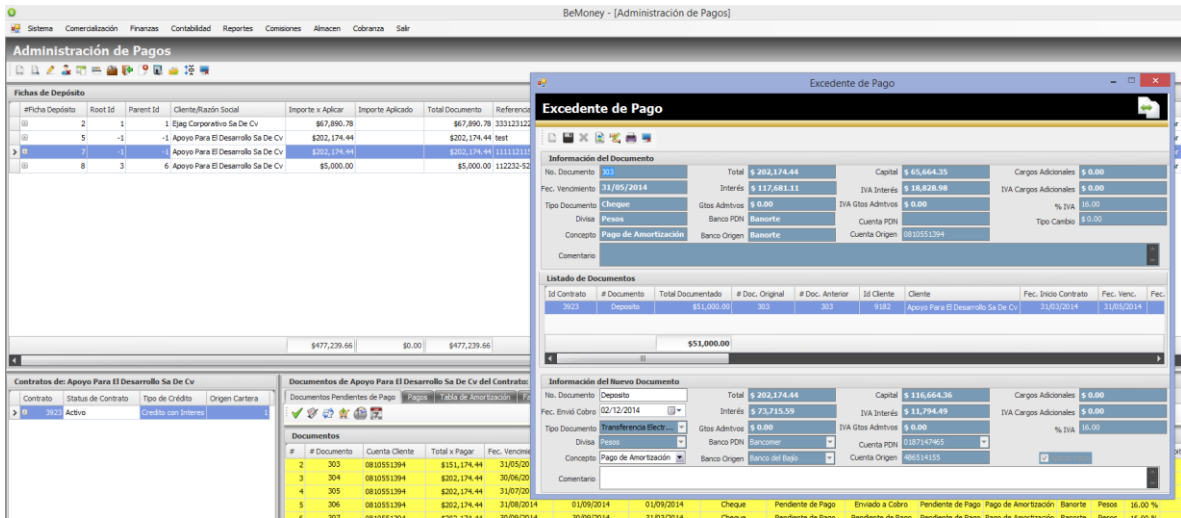 BeMoney - [Administración de Pagos]
Sistema Comercialización Finanzas Contabilidad Reportes Comisiones Almacen Cobranza Salir
Administración de Pagos
Fichas de Depósito
#Ficha Depósito Root Id Parent Id Cliente/Razón Social Importe x Aplicar Importe Aplicado Total Documento Referencia
2 1 1 Ejag Corporativo Sa De Cv $67,890.78 $67,890.78 333123122
5 -1 -1 Apoyo Para El Desarrollo Sa De Cv $202,174.44 $202,174.44 test
7 -1 -1 Apoyo Para El Desarrollo Sa De Cv $202,174.44 $202,174.44
8 3 6 Apoyo Para El Desarrollo Sa De Cv $5,000.00 $5,000.00 112232-52
$477,239.66 $0.00 $477,239.66
Excedente de Pago
Excedente de Pago
Información del Documento
No. Documento 303 Total $ 202,174.44 Capital $ 65,664.35 Cargos Adicionales $ 0.00
Fec. Vencimiento 31/05/2014 Interés $ 117,681.11 IVA Interés $ 18,828.98 IVA Cargos Adicionales $ 0.00
Tipo Documento Cheque Gtos Admtvos $ 0.00 IVA Gtos Admtvos $ 0.00 % IVA 16.00
Divisa Pesos Banco PDN Banorte Cuenta PDN Tipo Cambio $ 0.00
Concepto Pago de Amortización Banco Origen Banorte Cuenta Origen 0810551394
Comentario
Listado de Documentos
Id Contrato # Documento Total Documentado # Doc. Original # Doc. Anterior Id Cliente Cliente Fec. Inicio Contrato Fec. Venc. Fec.
3923 Deposito $51,000.00 303 303 9182 Apoyo Para El Desarrollo Sa De Cv 31/03/2014 31/05/2014
$51,000.00
Información del Nuevo Documento
No. Documento Deposito Total $ 202,174.44 Capital $ 116,664.36 Cargos Adicionales $ 0.00
Fec. Envió Cobro 02/12/2014 Interés $ 73,715.59 IVA Interés $ 11,794.49 IVA Cargos Adicionales $ 0.00
Tipo Documento Transferencia Electr... Gtos Admtvos $ 0.00 IVA Gtos Admtvos $ 0.00 % IVA 16.00
Divisa Pesos Banco PDN Bancomer Cuenta PDN 0187147465
Concepto Pago de Amortización Banco Origen Banco del Bajío Cuenta Origen 486514155
Comentario
Contratos de: Apoyo Para El Desarrollo Sa De Cv
Contrato Status de Contrato Tipo de Crédito Origen Cartera
3923 Activo Credito con Interes 1
Documentos de Apoyo Para El Desarrollo Sa De Cv del Contrato:
Documentos Pendientes de Pago Pagos Tabla de Amortización Fa
Documentos
# # Documento Cuenta Cliente Total x Pagar Fec. Vencimie
2 303 0810551394 $151,174.44 31/05/20
3 304 0810551394 $202,174.44 30/06/20
4 305 0810551394 $202,174.44 31/07/20
5 306 0810551394 $202,174.44 31/08/2014 01/09/2014 01/09/2014 Cheque Pendiente de Pago Enviado a Cobro Pendiente de Pago Pago de Amortización Banorte Pesos 16.00 %